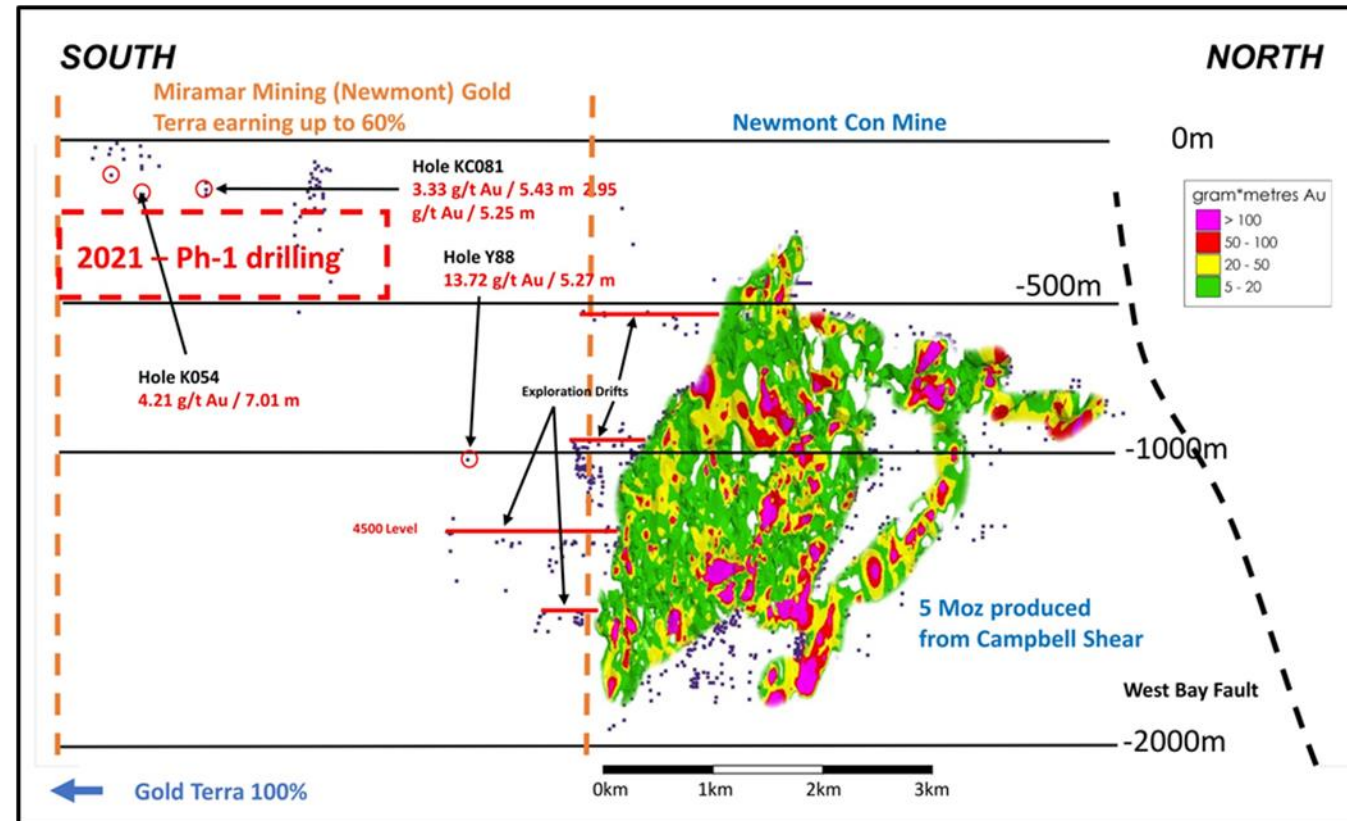 SOUTH
NORTH
Miramar Mining (Newmont) Gold
Terra earning up to 60%
Newmont Con Mine
0m
Hole KC081
3.33 g/t Au / 5.43 m 2.95
g/t Au / 5.25 m
gram*metres Au
> 100
50 - 100
20 - 50
5 - 20
2021 – Ph-1 drilling
Hole Y88
13.72 g/t Au / 5.27 m
-500m
Hole K054
4.21 g/t Au / 7.01 m
Exploration Drifts
-1000m
4500 Level
5 Moz produced
from Campbell Shear
West Bay Fault
-2000m
Gold Terra 100%
0km
1km
2km
3km